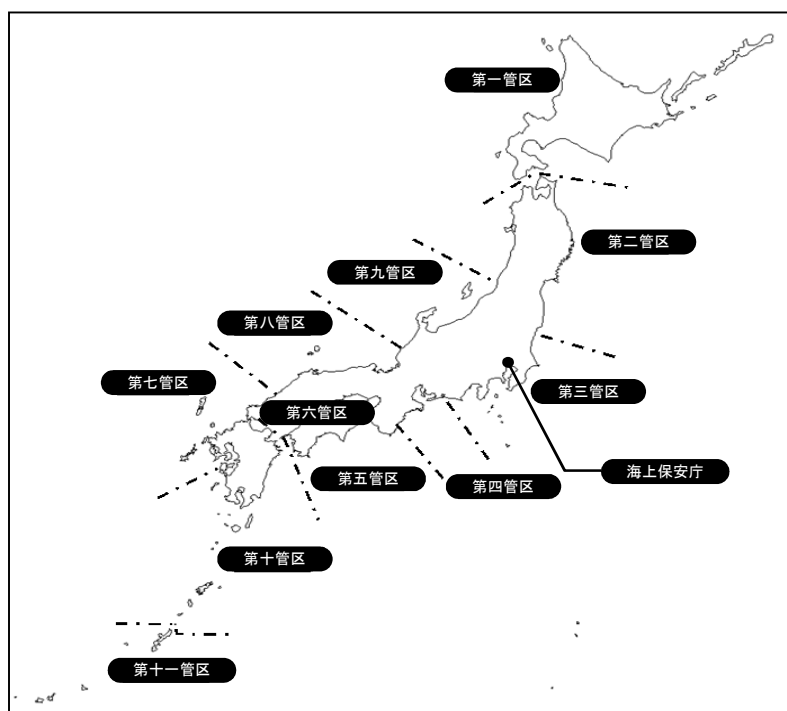 第一管区
第二管区
第九管区
第八管区
第七管区
第三管区
第六管区
海上保安庁
第五管区
第四管区
第十管区
第十一管区